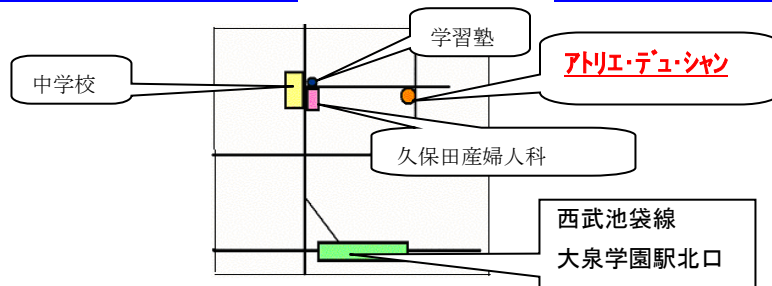 学習塾
アトリエ・デュ・シャン
中学校
久保田産婦人科
西武池袋線
大泉学園駅北口